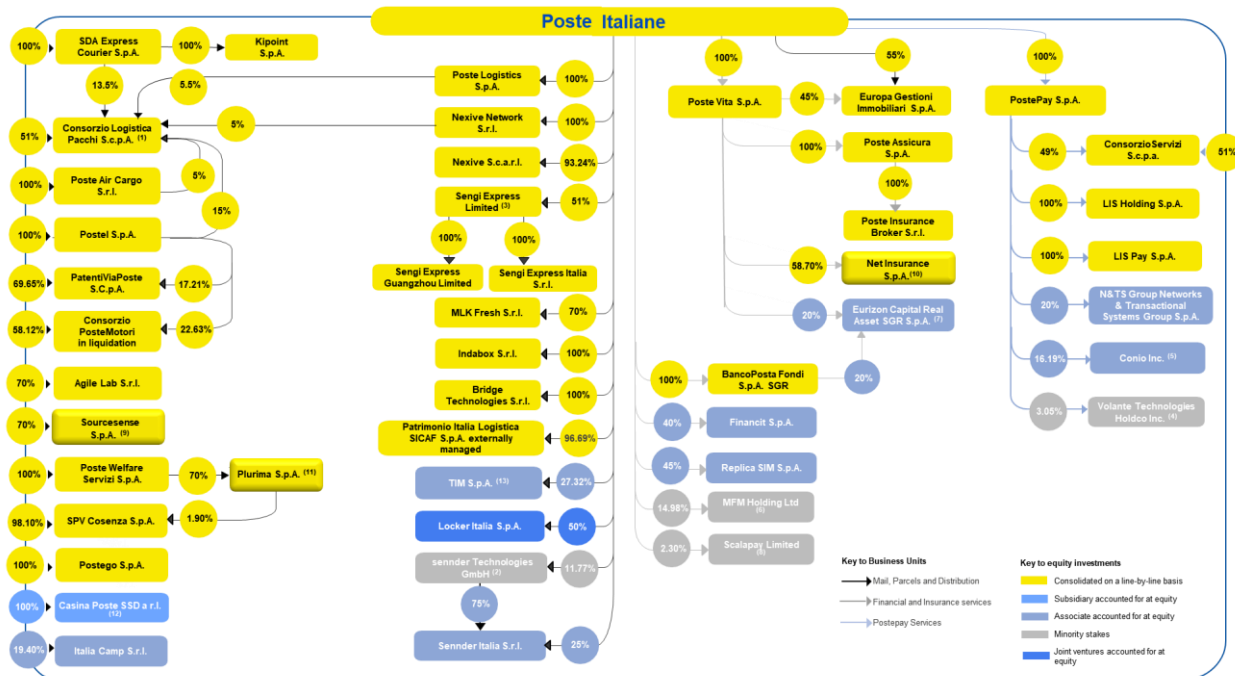 Poste Italiane
100%
SDA Express
Courier S.p.A.
100%
Kipoint
S.p.A.
13.5%
5.5%
51%
Consorzio Logistica
Pacchi S.c.p.A. (1)
5%
5%
100%
Poste Air Cargo
S.r.l.
15%
100%
Postel S.p.A.
69.65%
PatentiViaPoste
S.C.p.A.
17.21%
58.12%
Consorzio
PosteMotori
in liquidation
22.63%
70%
Agile Lab S.r.l.
70%
Sourcesense
S.p.A. (9)
100%
Poste Welfare
Servizi S.p.A.
70%
Plurima S.p.A. (11)
98.10%
SPV Cosenza S.p.A.
1.90%
100%
Postego S.p.A.
100%
Casina Poste SSD a r.l.
(12)
19.40%
Italia Camp S.r.l.
Poste Logistics
S.p.A.
100%
Nexive Network
S.r.l.
100%
Nexive S.c.a.r.l.
93.24%
Sengi Express
Limited (3)
51%
100%
100%
Sengi Express
Guangzhou Limited
Sengi Express Italia
S.r.l.
MLK Fresh S.r.l.
70%
Indabox S.r.l.
100%
Bridge
Technologies S.r.l.
100%
Patrimonio Italia Logistica
SICAF S.p.A. externally
managed
96.69%
TIM S.p.A. (13)
27.32%
Locker Italia S.p.A.
50%
sennder Technologies
GmbH (2)
11.77%
75%
Sennder Italia S.r.l.
25%
100%
55%
Poste Vita S.p.A.
45%
Europa Gestioni
Immobiliari S.p.A.
100%
Poste Assicura
S.p.A.
100%
Poste Insurance
Broker S.r.l.
58.70%
Net Insurance
S.p.A.(10)
20%
Eurizon Capital Real
Asset SGR S.p.A. (7)
100%
BancoPosta Fondi
S.p.A. SGR
20%
40%
Financit S.p.A.
45%
Replica SIM S.p.A.
14.98%
MFM Holding Ltd
2.30%
Scalapay Limited
100%
PostePay S.p.A.
49%
Consorzio Servizi
S.c.p.a.
51%
100%
LIS Holding S.p.A.
100%
LIS Pay S.p.A.
20%
N&TS Group Networks
& Transactional
Systems Group S.p.A.
16.19%
Conio Inc.
3.05%
Volante Technologies
Holdco Inc. (4)
Key to Business Units
Mail, Parcels and Distribution
Financial and Insurance services
Postepay Services
Key to equity investments
Consolidated on a line-by-line basis
Subsidiary accounted for at equity
Associate accounted for at equity
Minority stakes
Joint ventures accounted for at
equity